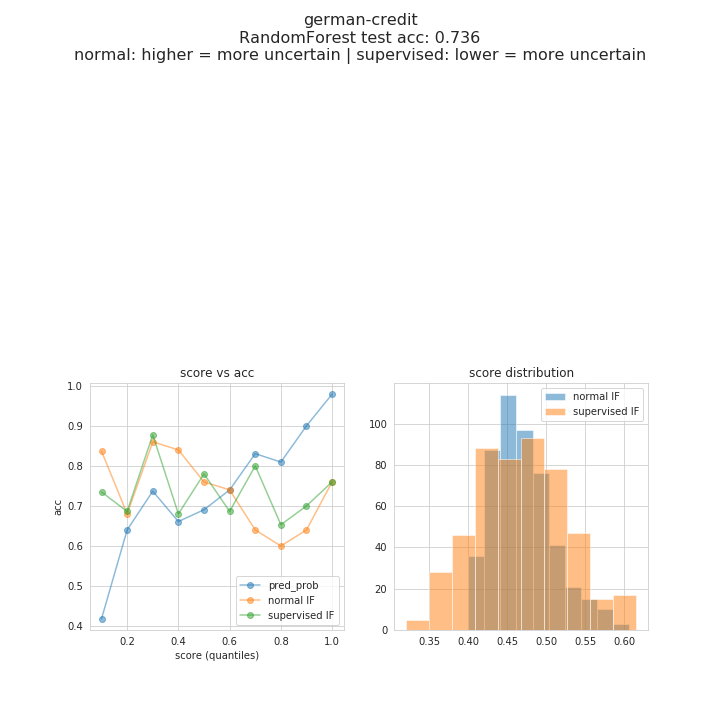 german-credit
RandomForest test acc: 0.736
normal: higher = more uncertain | supervised: lower = more uncertain
score vs acc
1.0
0.9
0.8
0.7
0.6
0.5
0.4
acc
pred_prob
normal IF
supervised IF
0.2 0.4 0.6 0.8 1.0
score (quantiles)
score distribution
normal IF
supervised IF
100
80
60
40
20
0
0.35 0.40 0.45 0.50 0.55 0.60